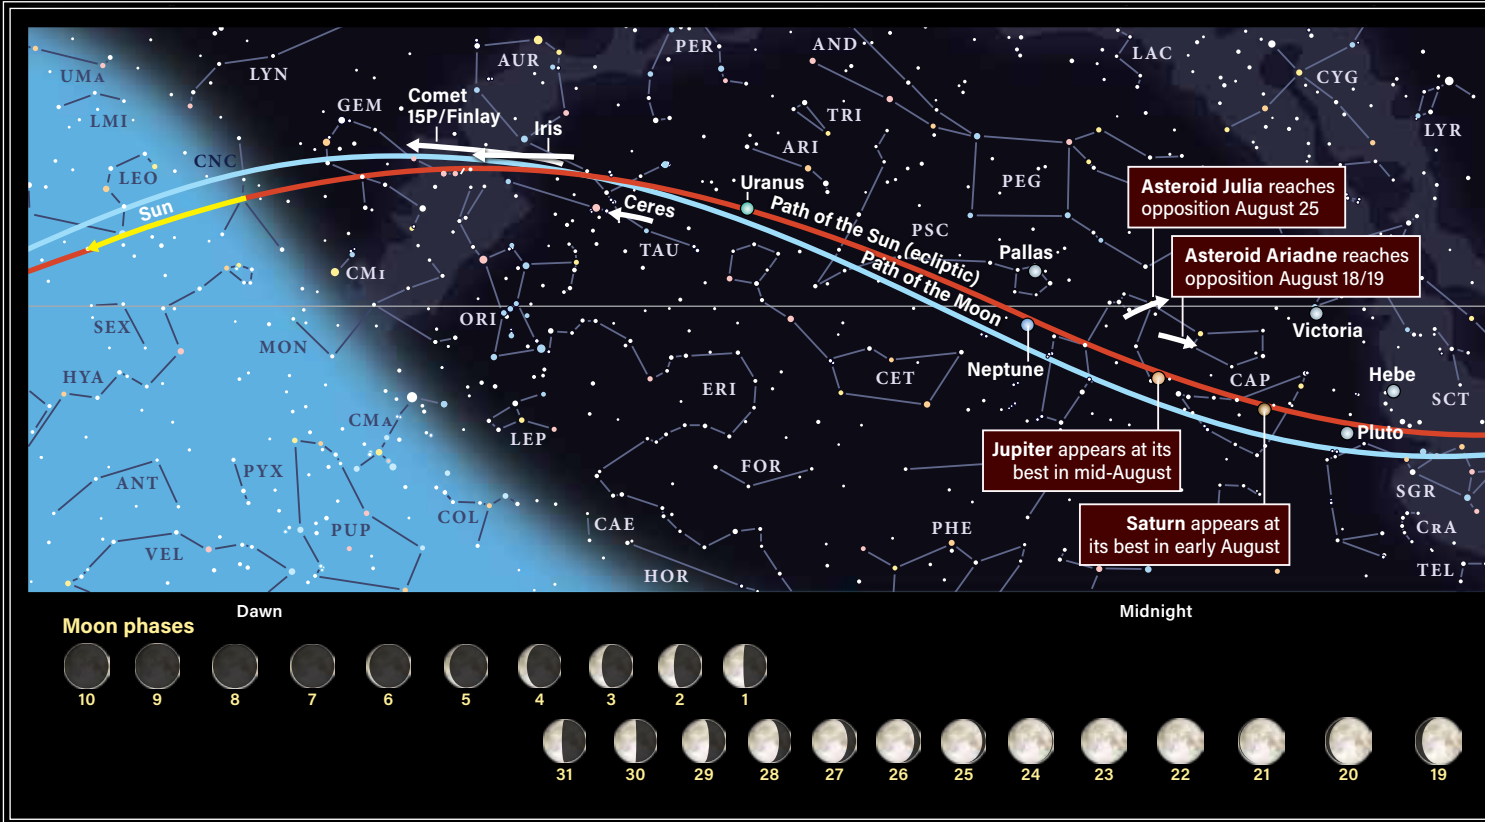 UMa
LYN
AUR
PER
AND
LAC
CYG
LMI
GEM
Comet
15P/Finlay
Iris
TRI
LYR
CNC
LEO
ARI
Sun
Uranus
Ceres
TAU
Path of the Sun (ecliptic)
Path of the Moon
PSC
PEG
Pallas
Asteroid Julia reaches
opposition August 25
Asteroid Ariadne reaches
opposition August 18/19
CMi
SEX
MON
ORI
Victoria
HYA
ERI
CET
Neptune
CAP
Hebe
SCT
CMa
LEP
Pluto
ANT
PYX
PUP
COL
FOR
Jupiter appears at its
best in mid-August
SGR
VEL
CAE
PHE
Saturn appears at
its best in early August
CrA
HOR
TEL
Dawn
Midnight
Moon phases
10 9 8 7 6 5 4 3 2 1
31 30 29 28 27 26 25 24 23 22 21 20 19